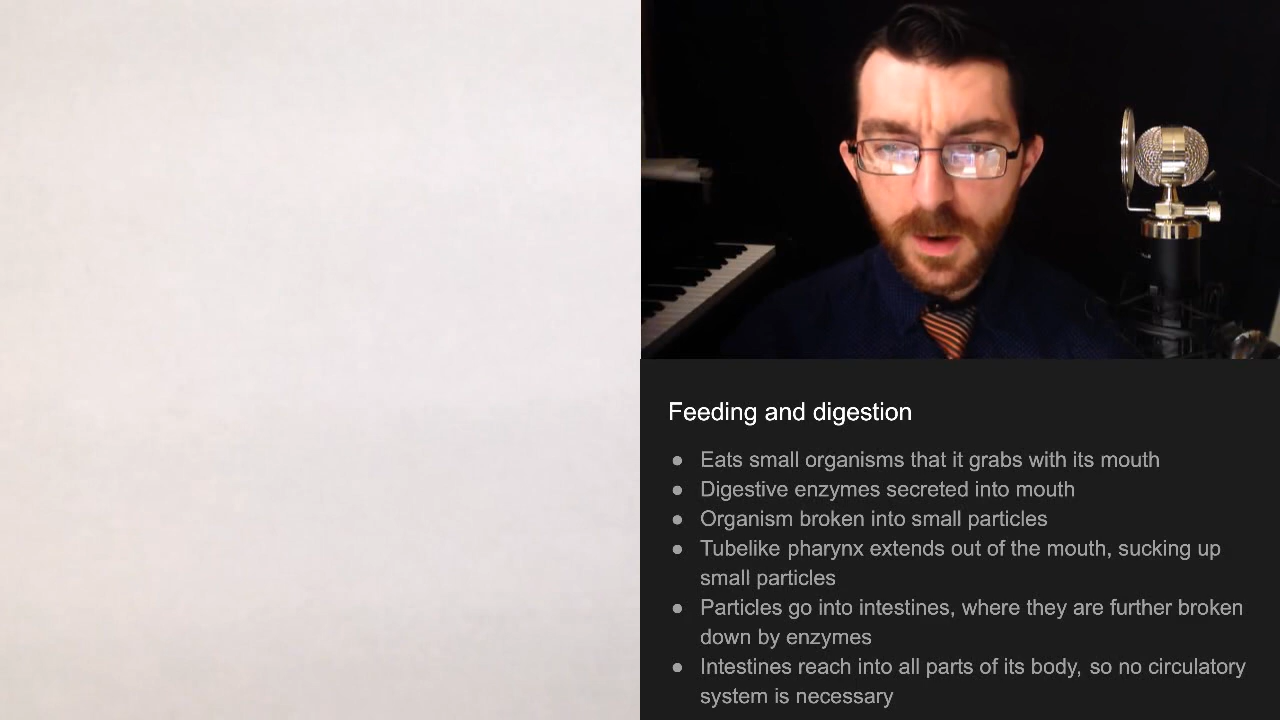 Feeding and digestion
● Eats small organisms that it grabs with its mouth
● Digestive enzymes secreted into mouth
● Organism broken into small particles
● Tubelike pharynx extends out of the mouth, sucking up
small particles
● Particles go into intestines, where they are further broken
down by enzymes
● Intestines reach into all parts of its body, so no circulatory
system is necessary